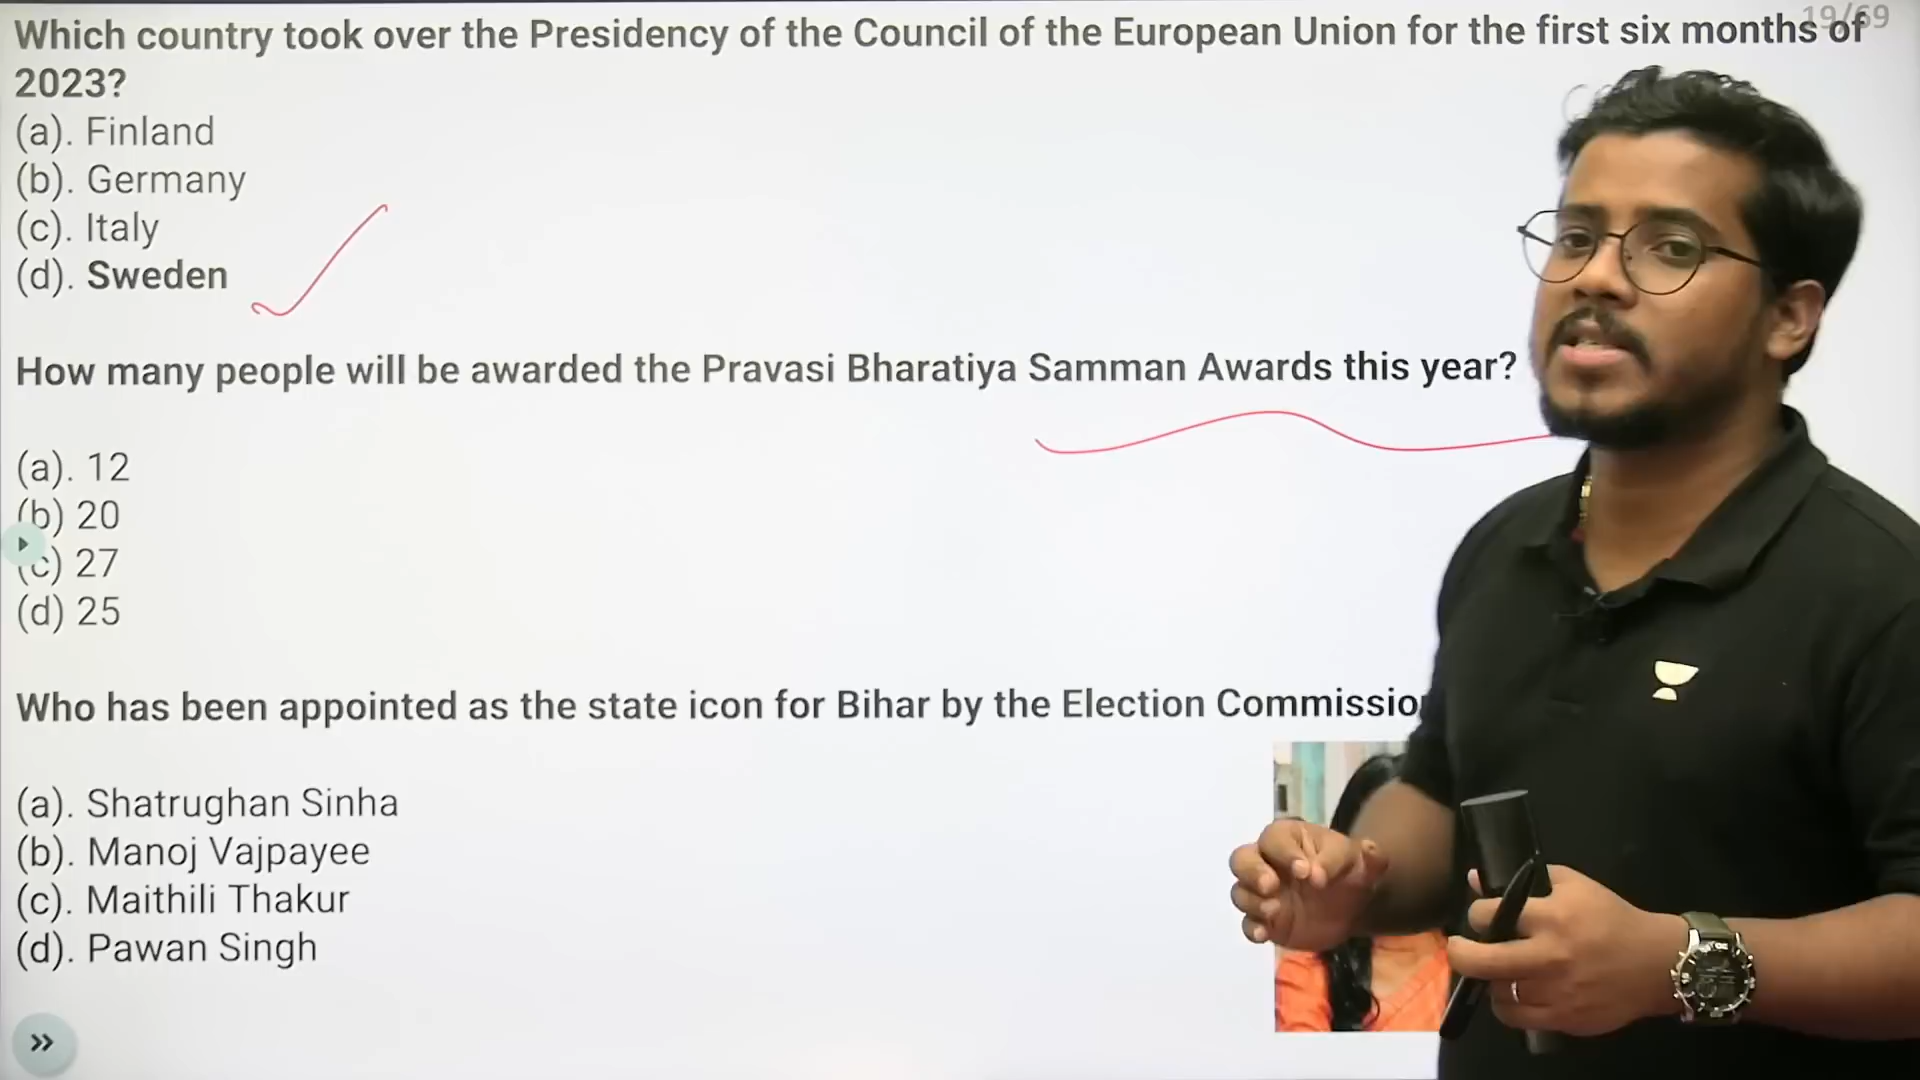 19/69
Which country took over the Presidency of the Council of the European Union for the first six months of
2023?
(a). Finland
(b). Germany
(c). Italy
(d). Sweden
How many people will be awarded the Pravasi Bharatiya Samman Awards this year?
(a). 12
(b) 20
(c) 27
(d) 25
Who has been appointed as the state icon for Bihar by the Election Commissio
(a). Shatrughan Sinha
(b). Manoj Vajpayee
(c). Maithili Thakur
(d). Pawan Singh